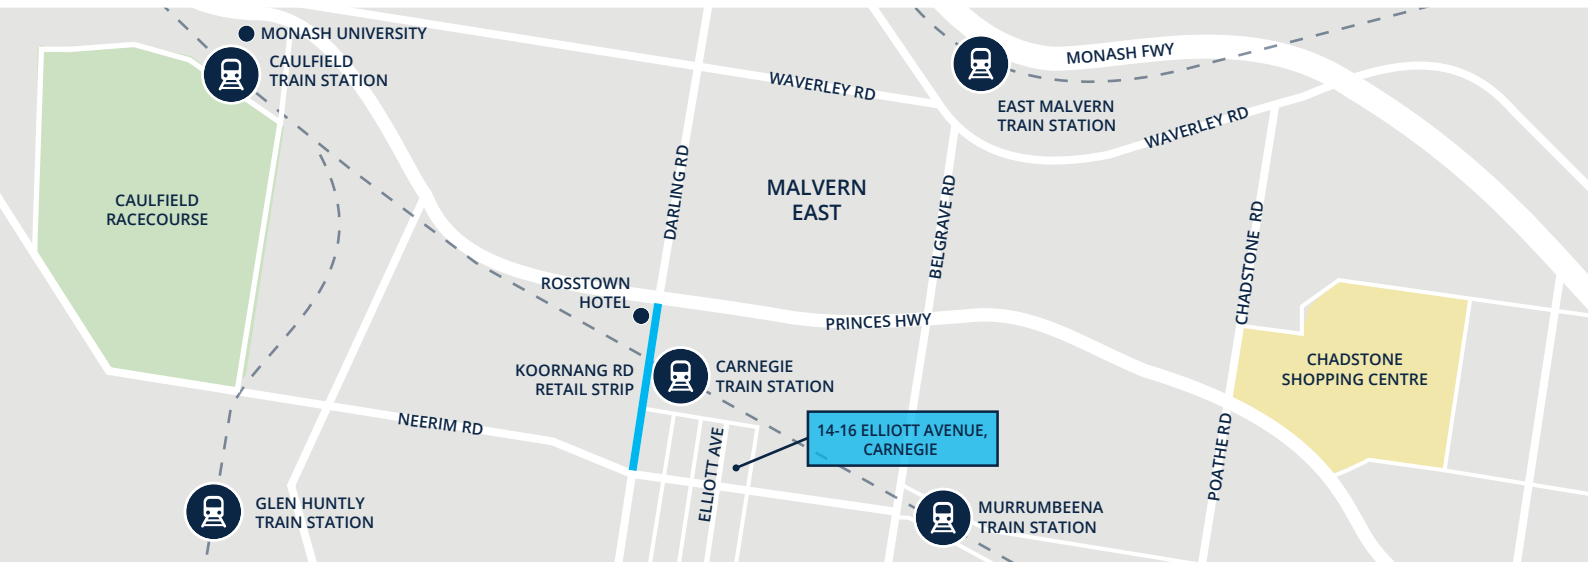 MONASH UNIVERSITY
CAULFIELD
TRAIN STATION
MONASH FWY
WAVERLEY RD
EAST MALVERN
TRAIN STATION
WAVERLEY RD
DARLING RD
MALVERN
EAST
BELGRAVE RD
CAULFIELD
RACECOURSE
CHADSTONE RD
ROSSTOWN
HOTEL
PRINCES HWY
KOORNANG RD
RETAIL STRIP
CARNEGIE
TRAIN STATION
CHADSTONE
SHOPPING CENTRE
NEERIM RD
14-16 ELLIOTT AVENUE,
CARNEGIE
ELLIOTT AVE
POATHE RD
GLEN HUNTLY
TRAIN STATION
MURRUMBEENA
TRAIN STATION